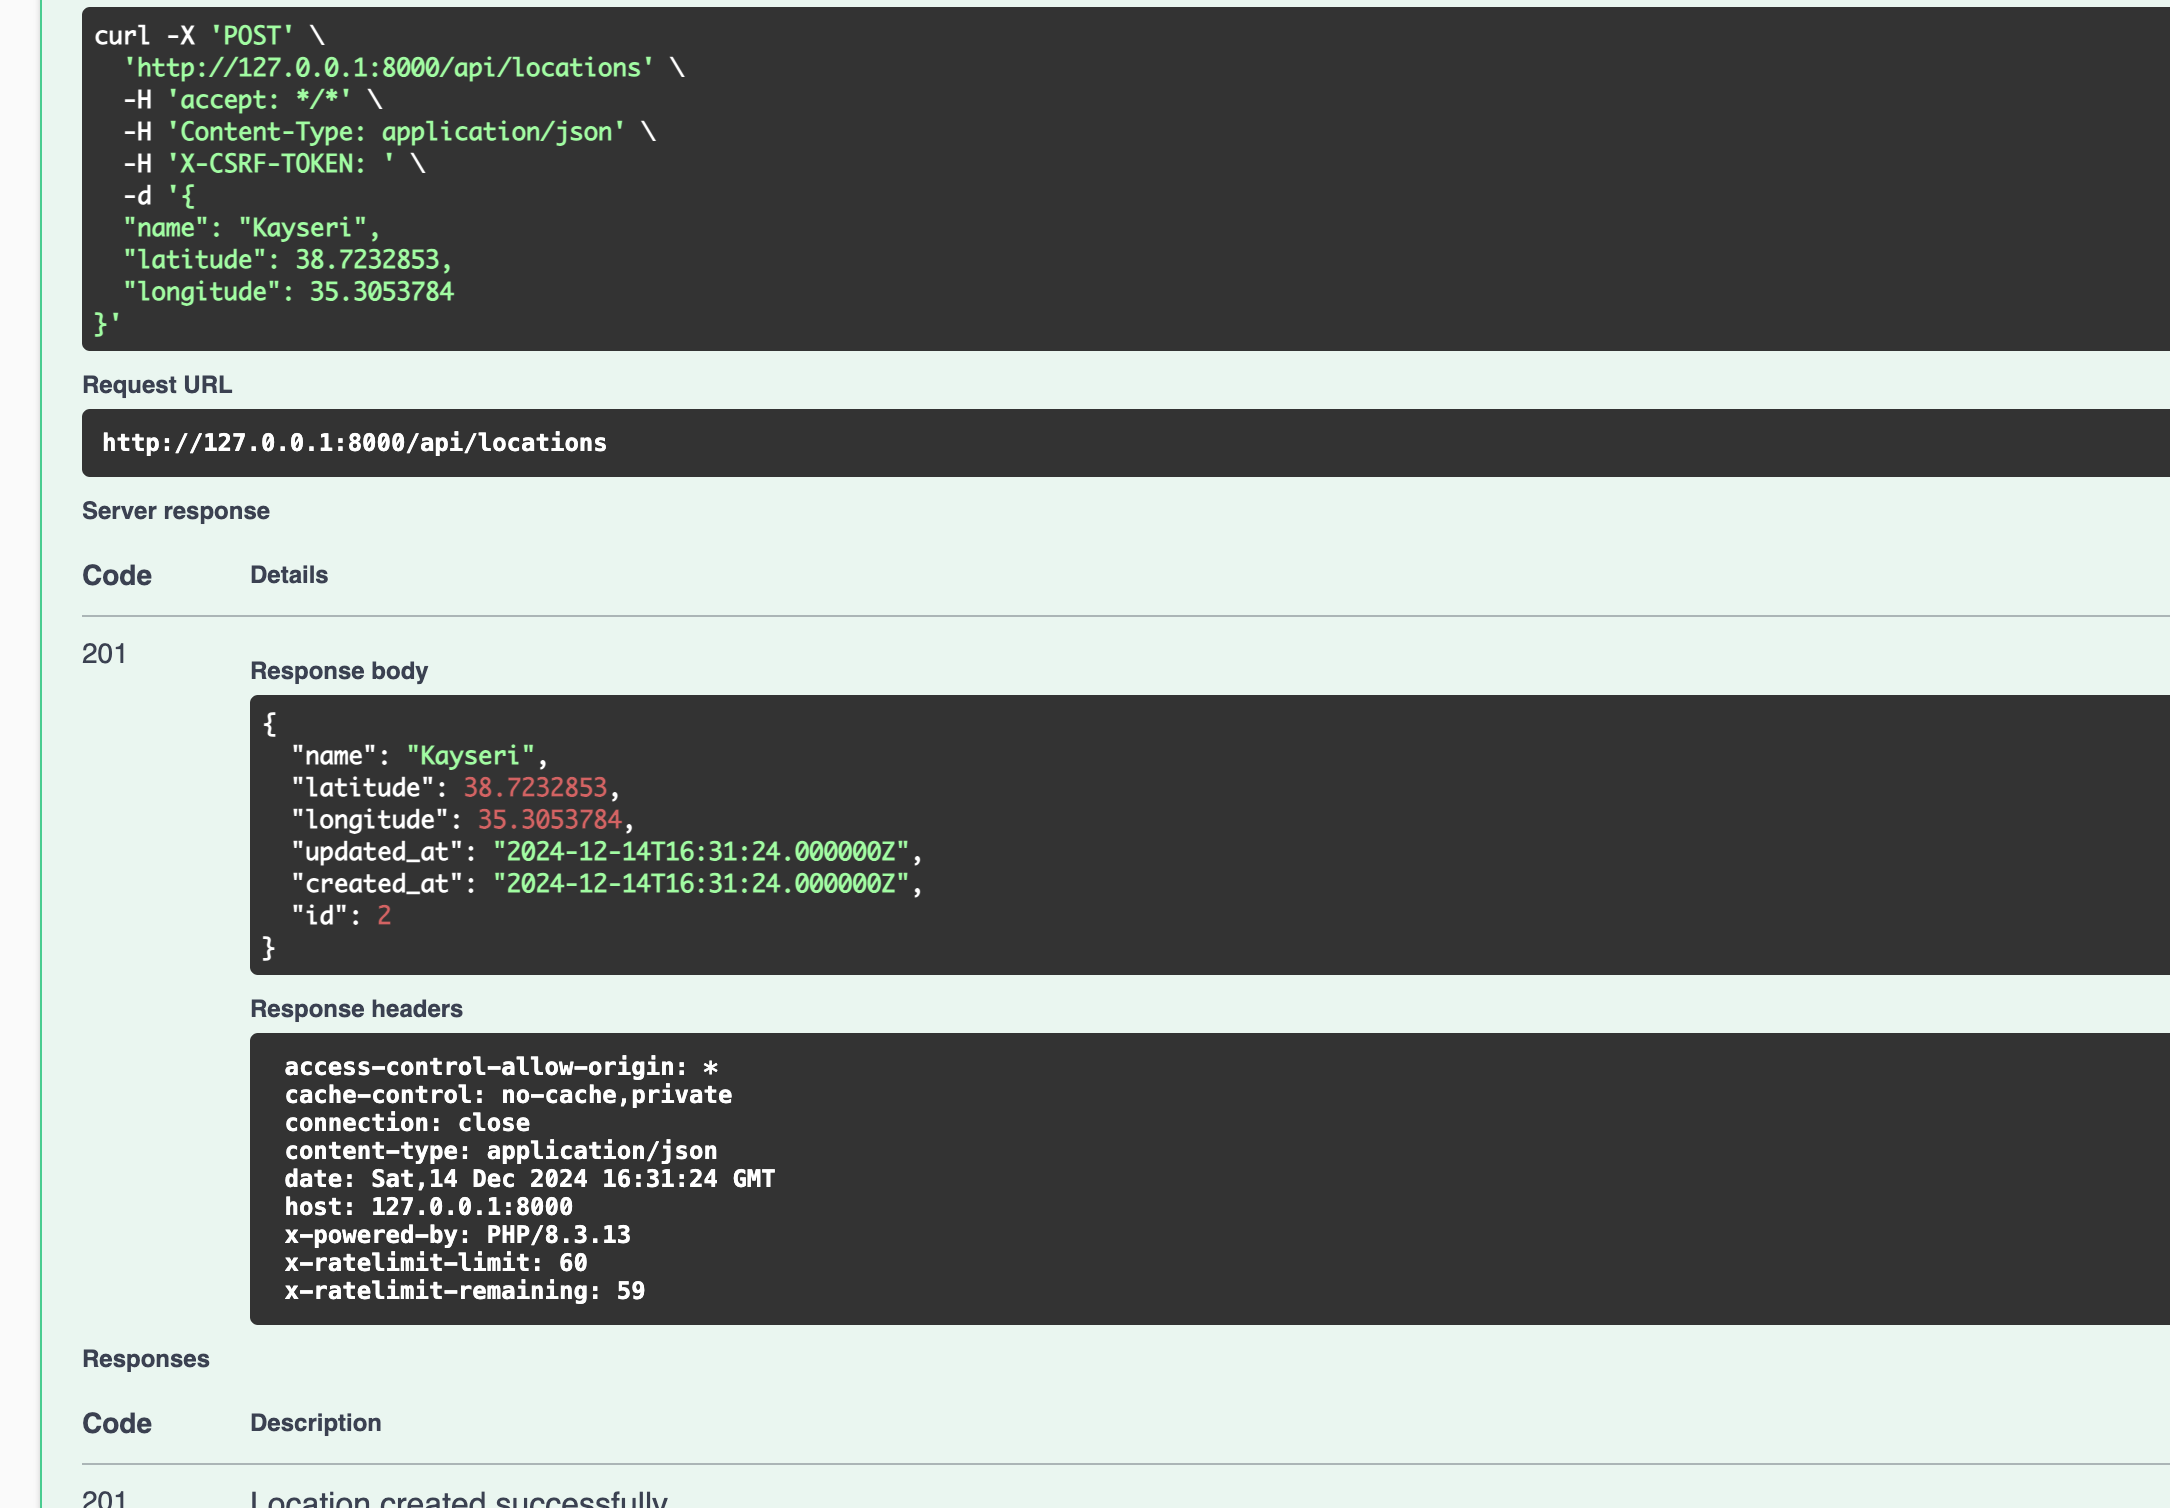 curl -X 'POST' \
  'http://127.0.0.1:8000/api/locations' \
  -H 'accept: */*' \
  -H 'Content-Type: application/json' \
  -H 'X-CSRF-TOKEN: ' \
  -d '{
  "name": "Kayseri",
  "latitude": 38.7232853,
  "longitude": 35.3053784
}'
Request URL
http://127.0.0.1:8000/api/locations
Server response
Code Details
201
Response body
{
  "name": "Kayseri",
  "latitude": 38.7232853,
  "longitude": 35.3053784,
  "updated_at": "2024-12-14T16:31:24.000000Z",
  "created_at": "2024-12-14T16:31:24.000000Z",
  "id": 2
}
Response headers
access-control-allow-origin: *
cache-control: no-cache,private
connection: close
content-type: application/json
date: Sat,14 Dec 2024 16:31:24 GMT
host: 127.0.0.1:8000
x-powered-by: PHP/8.3.13
x-ratelimit-limit: 60
x-ratelimit-remaining: 59
Responses
Code Description
201 Location created successfully